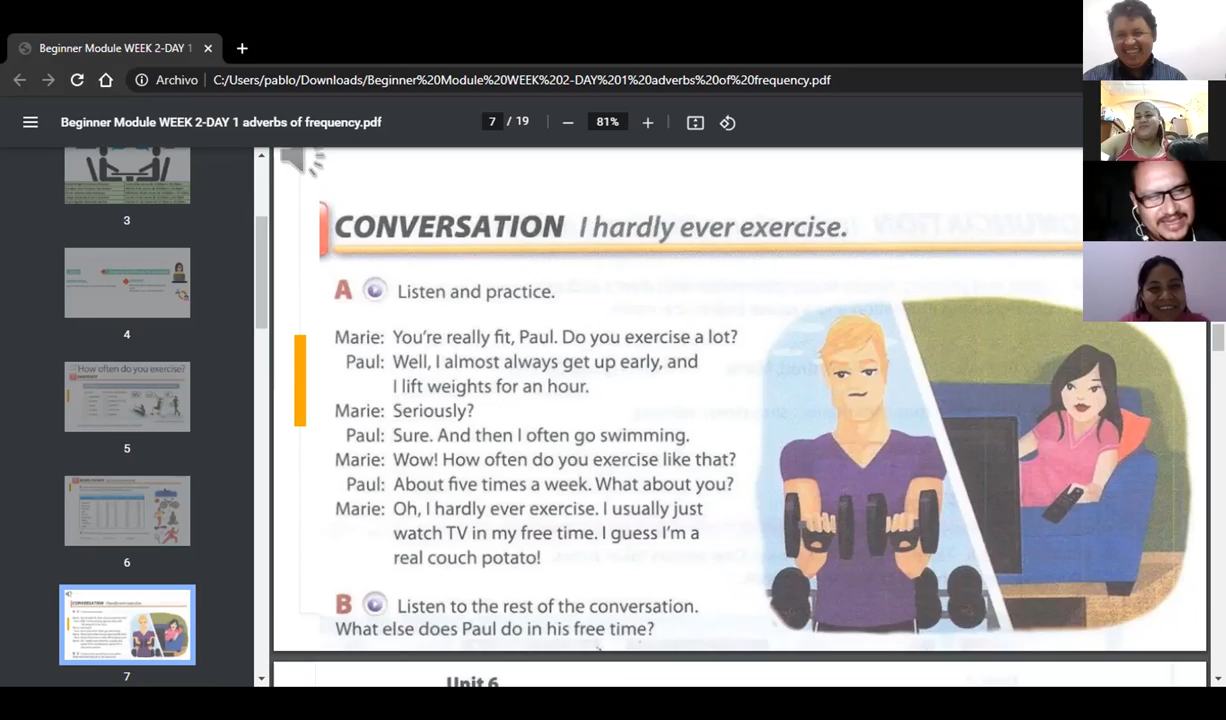 Beginner Module WEEK 2-DAY 1
Archivo C:/Users/pablo/Downloads/Beginner%20Module%20WEEK%202-DAY%201%20adverbs%20of%20frequency.pdf
Beginner Module WEEK 2-DAY 1 adverbs of frequency.pdf
7 / 19
81%
3
4
How often do you exercise?
5
6
7
CONVERSATION I hardly ever exercise.
A Listen and practice.
Marie: You're really fit, Paul. Do you exercise a lot?
Paul: Well, I almost always get up early, and
I lift weights for an hour.
Marie: Seriously?
Paul: Sure. And then I often go swimming.
Marie: Wow! How often do you exercise like that?
Paul: About five times a week. What about you?
Marie: Oh, I hardly ever exercise. I usually just
watch TV in my free time. I guess I'm a
real couch potato!
B Listen to the rest of the conversation.
What else does Paul do in his free time?
Unit 6